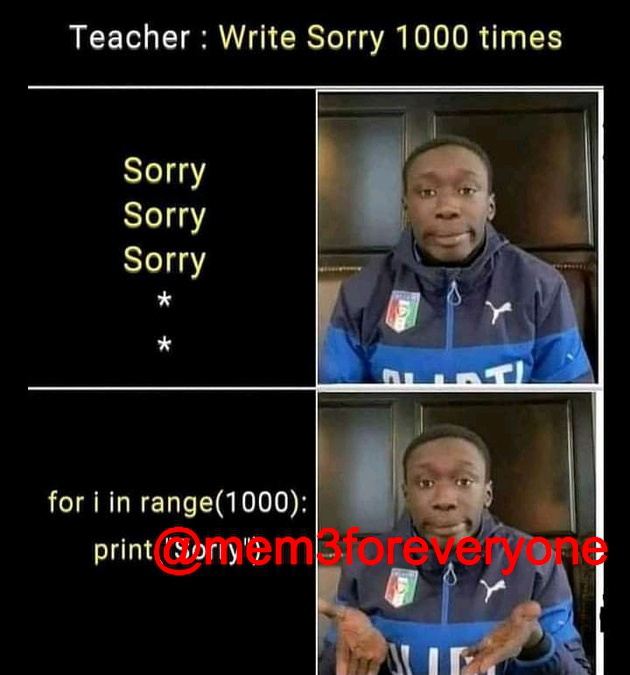 Teacher : Write Sorry 1000 times
Sorry
Sorry
Sorry
*
*
for i in range(1000):
print("Sorry")
@mem3foreveryone